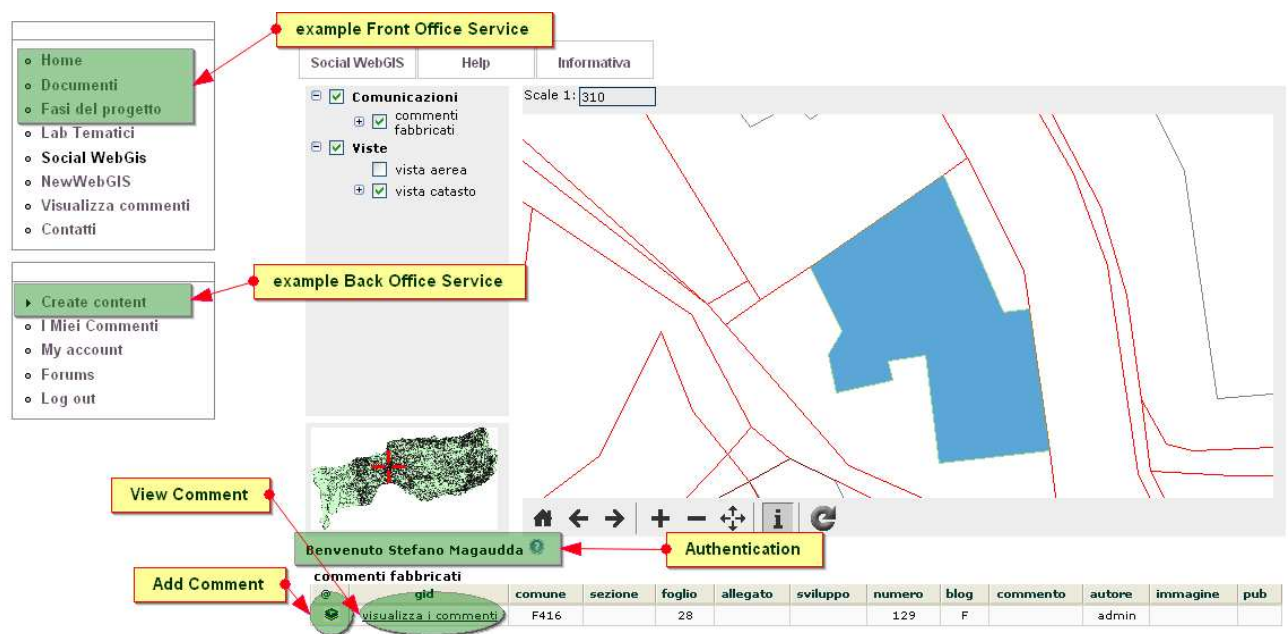 example Front Office Service
Home
Documenti
Fasi del progetto
Lab Tematici
Social WebGis
NewWebGIS
Visualizza commenti
Contatti
example Back Office Service
Create content
I Miei Commenti
My account
Forums
Log out
Social WebGIS Help Informativa
Comunicazioni
commenti
fabbricati
Viste
vista aerea
vista catasto
Scale 1: 310
View Comment
Benvenuto Stefano Magaudda ?
Authentication
Add Comment
commenti fabbricati
@ gid comune sezione foglio allegato sviluppo numero blog commento autore immagine pub
visualizza i commenti F416 28 129 F admin